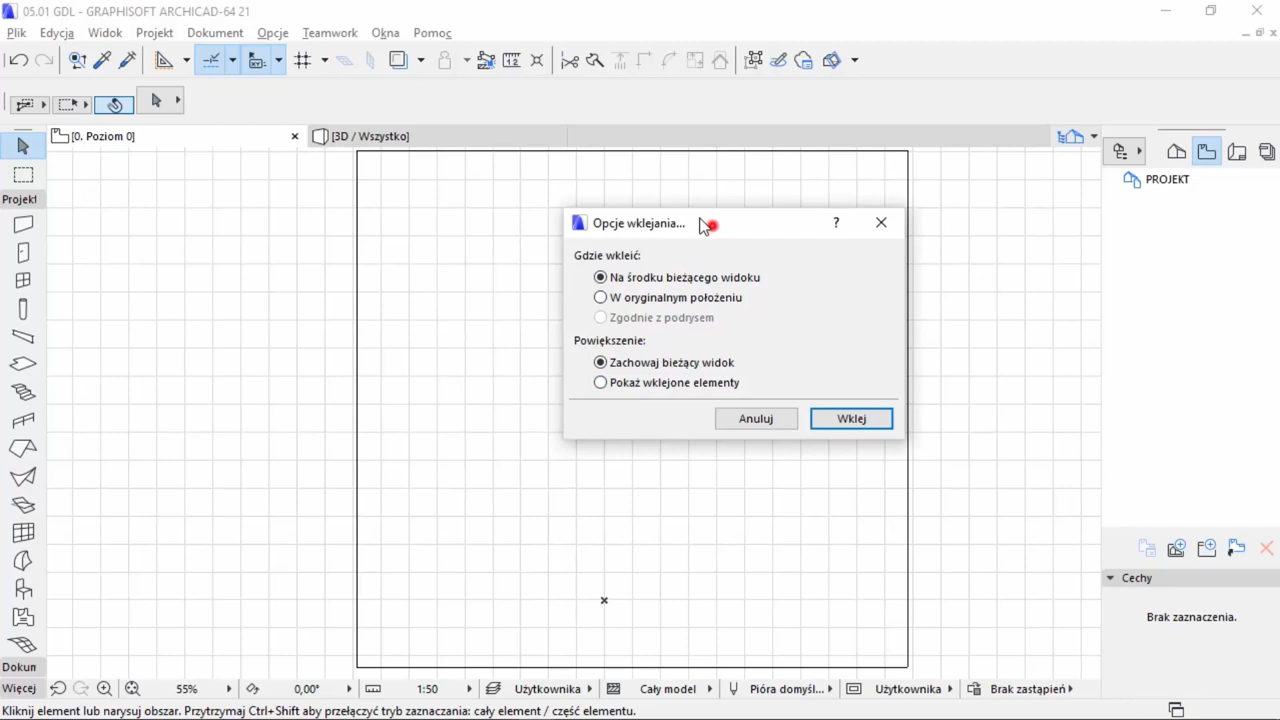 05.01 GDL - GRAPHISOFT ARCHICAD-64 21
Plik Edycja Widok Projekt Dokument Opcje Teamwork Okna Pomoc
[0. Poziom 0]
[3D / Wszystko]
Projekt
PROJEKT
Opcje wklejania...
?
Gdzie wkleić:
Na środku bieżącego widoku
W oryginalnym położeniu
Zgodnie z podrysem
Powiększenie:
Zachowaj bieżący widok
Pokaż wklejone elementy
Anuluj Wklej
Cechy
Brak zaznaczenia.
Dokum
Więcej 55% 0,00° 1:50 Użytkownika Cały model Pióra domyśl... Użytkownika Brak zastąpień
Kliknij element lub narysuj obszar. Przytrzymaj Ctrl+Shift aby przełączyć tryb zaznaczania: cały element / część elementu.